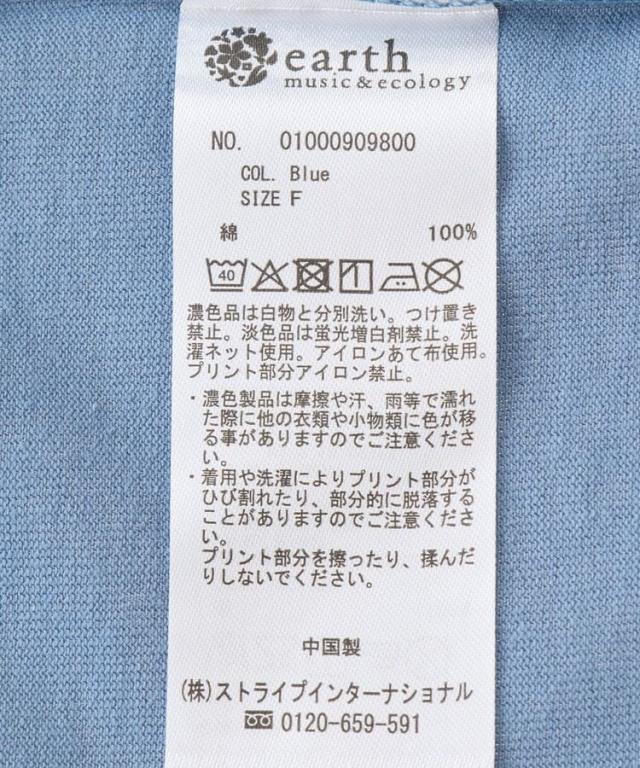 earth
music&ecology
NO. 01000909800
COL. Blue
SIZE F
綿 100%
40
濃色品は白物と分別洗い。つけ置き
禁止。淡色品は蛍光増白剤禁止。洗
濯ネット使用。アイロンあて布使用。
プリント部分アイロン禁止。
・濃色製品は摩擦や汗、雨等で濡れ
た際に他の衣類や小物類に色が移
る事がありますのでご注意くださ
い。
・着用や洗濯によりプリント部分が
ひび割れたり、部分的に脱落する
ことがありますのでご注意くださ
い。
プリント部分を擦ったり、揉んだ
りしないでください。
中国製
(株)ストライプインターナショナル
0120-659-591